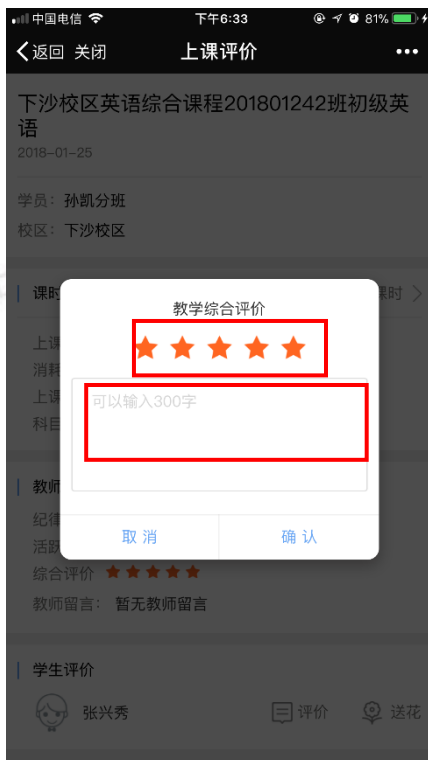 中国电信 下午6:33 81%
返回 关闭 上课评价
下沙校区英语综合课程201801242班初级英
语
2018-01-25
学员：孙凯分班
校区：下沙校区
课时
课时
教学综合评价
上课
消耗
上课
科目
可以输入300字
教师
纪律
取消 确认
活跃
综合评价
教师留言： 暂无教师留言
学生评价
张兴秀 评价 送花